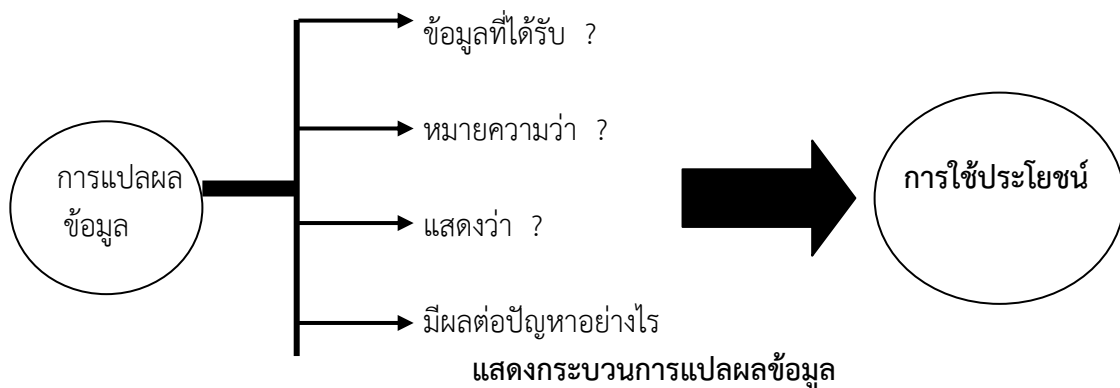 ข้อมูลที่ได้รับ ?
หมายความว่า ?
การแปลผล
ข้อมูล
แสดงว่า ?
มีผลต่อปัญหาอย่างไร
การใช้ประโยชน์
แสดงกระบวนการแปลผลข้อมูล